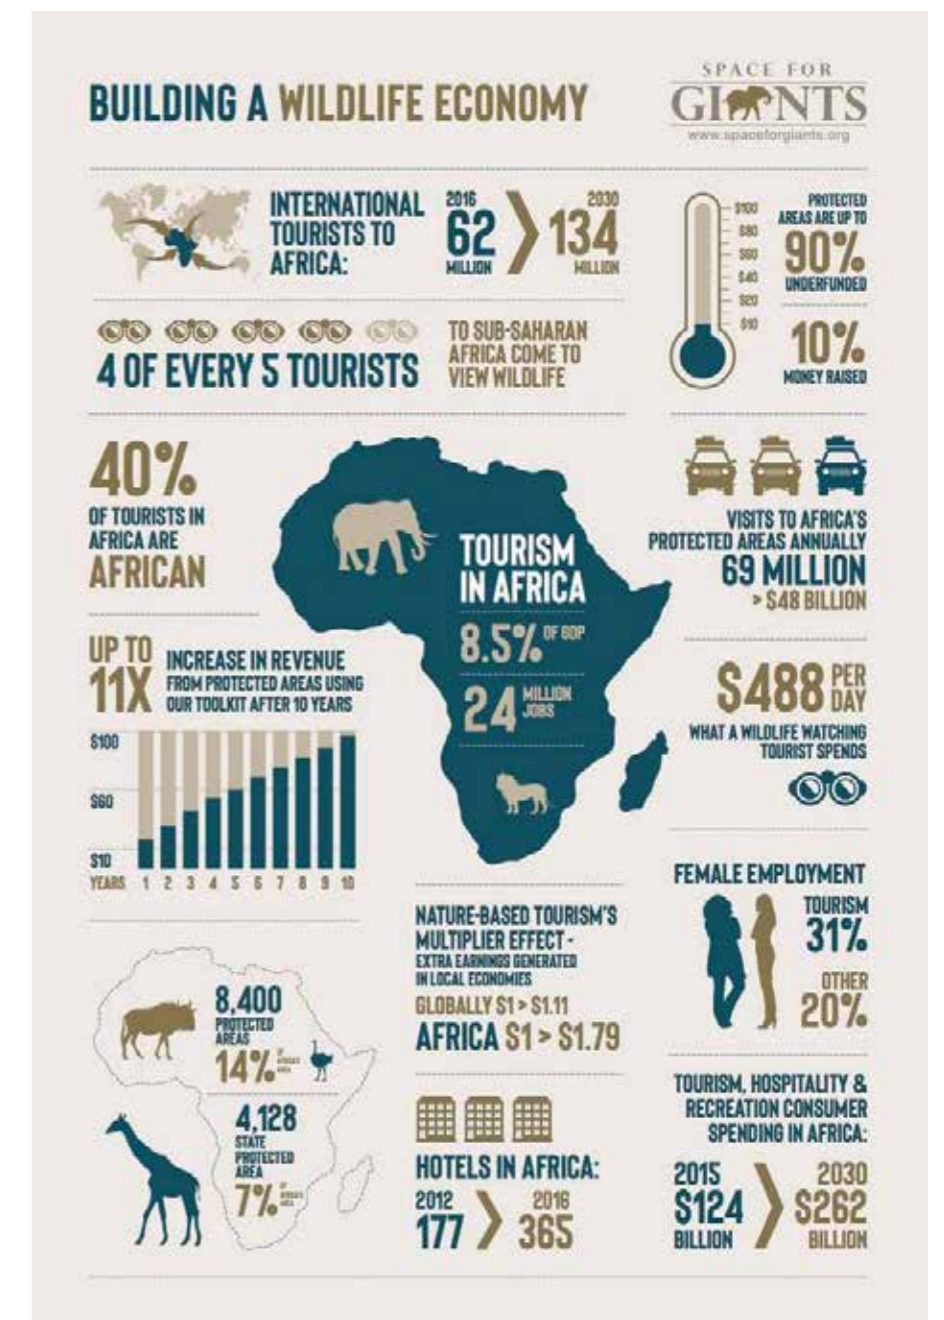 BUILDING A WILDLIFE ECONOMY
SPACE FOR
GIANTS
www.spaceforgiants.org
INTERNATIONAL
TOURISTS TO
AFRICA:
2016
62
MILLION
2030
134
MILLION
4 OF EVERY 5 TOURISTS
TO SUB-SAHARAN
AFRICA COME TO
VIEW WILDLIFE
$100
$80
$60
$40
$20
$10
PROTECTED
AREAS ARE UP TO
90%
UNDERFUNDED
10%
MONEY RAISED
40%
OF TOURISTS IN
AFRICA ARE
AFRICAN
TOURISM
IN AFRICA
8.5% OF GDP
24 MILLION
JOBS
VISITS TO AFRICA'S
PROTECTED AREAS ANNUALLY
69 MILLION
> $48 BILLION
UP TO
11X
INCREASE IN REVENUE
FROM PROTECTED AREAS USING
OUR TOOLKIT AFTER 10 YEARS
$100
$60
$10
YEARS 1 2 3 4 5 6 7 8 9 10
$488 PER
DAY
WHAT A WILDLIFE WATCHING
TOURIST SPENDS
FEMALE EMPLOYMENT
TOURISM
31%
OTHER
20%
8,400
PROTECTED
AREAS
14%
4,128
STATE
PROTECTED
AREA
7%
NATURE-BASED TOURISM'S
MULTIPLIER EFFECT -
EXTRA EARNINGS GENERATED
IN LOCAL ECONOMIES
GLOBALLY $1 > $1.11
AFRICA $1 > $1.79
HOTELS IN AFRICA:
2012
177
2016
365
TOURISM, HOSPITALITY &
RECREATION CONSUMER
SPENDING IN AFRICA:
2015
$124
BILLION
2030
$262
BILLION